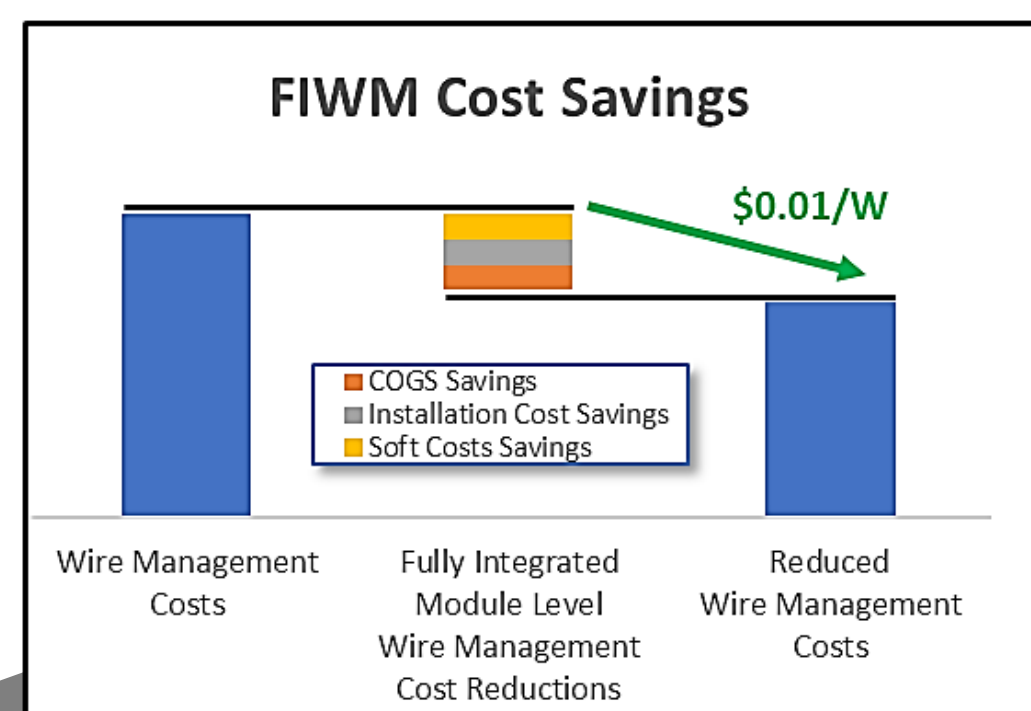 FIWM Cost Savings
$0.01/W
COGS Savings
Installation Cost Savings
Soft Costs Savings
Wire Management
Costs
Fully Integrated
Module Level
Wire Management
Cost Reductions
Reduced
Wire Management
Costs